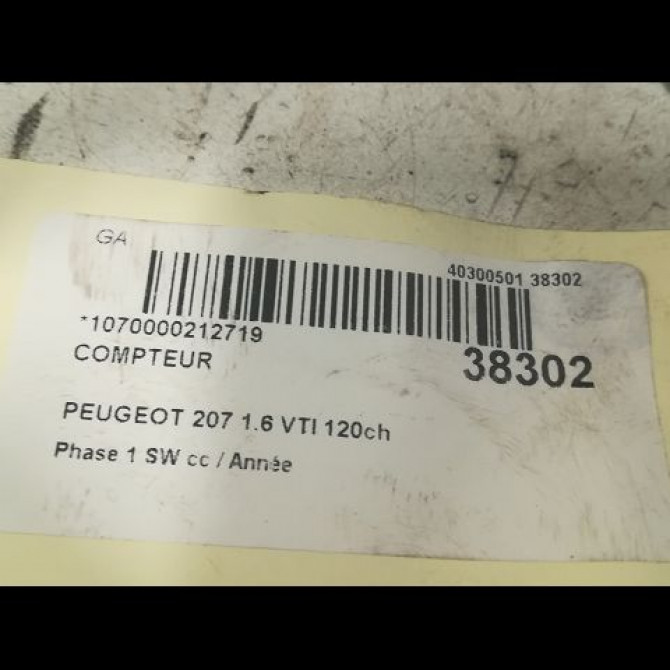 GA
40300501 38302
*1070000212719
38302
COMPTEUR
PEUGEOT 207 1.6 VTI 120ch
Phase 1 SW cc / Année